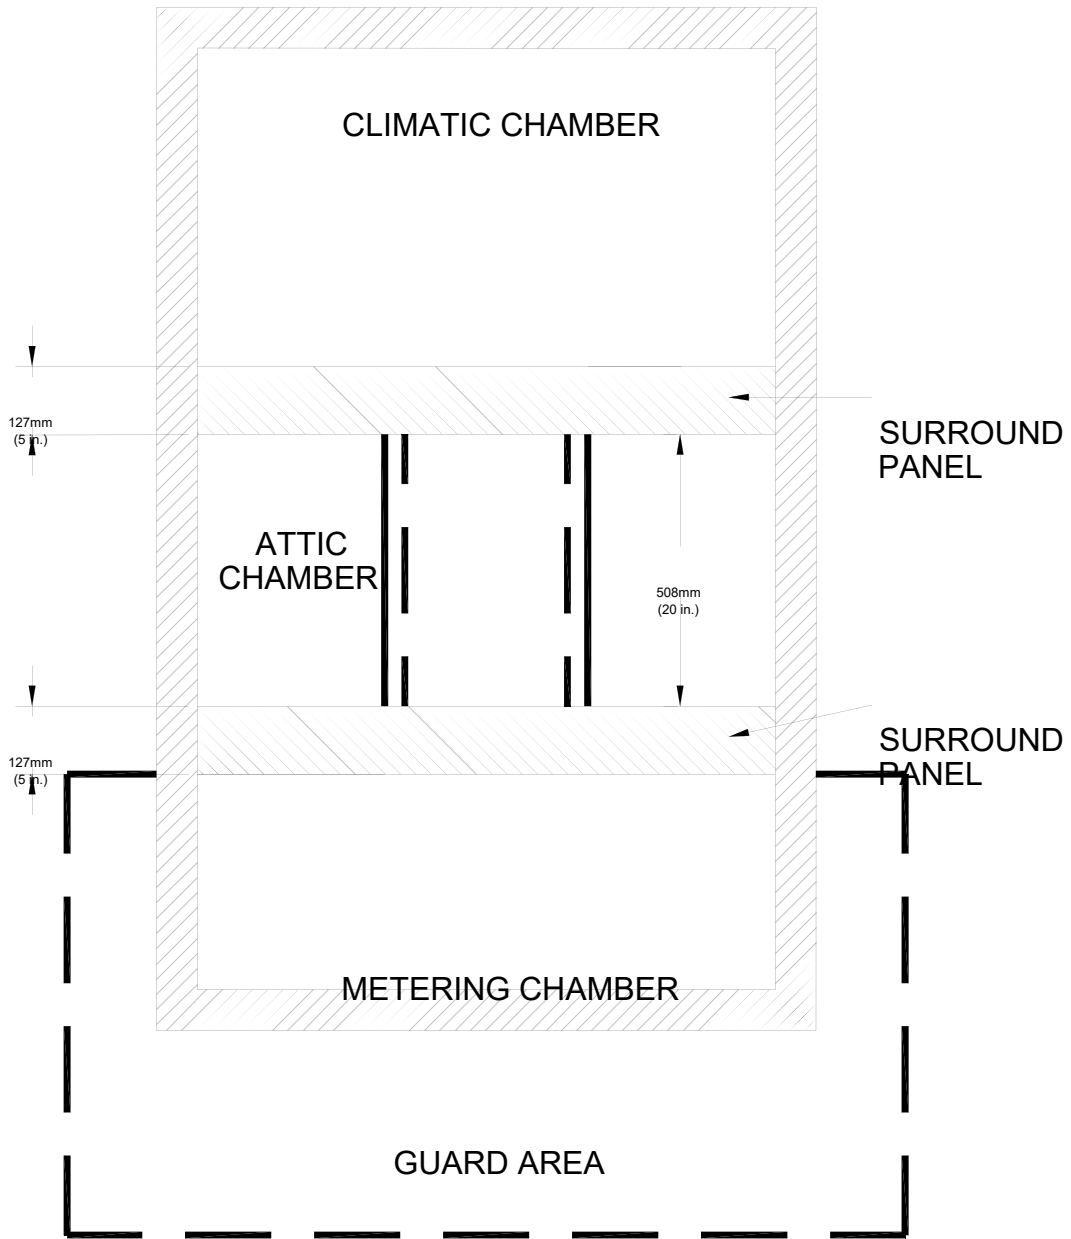 CLIMATIC CHAMBER
127mm
(5 in.)
SURROUND
PANEL
ATTIC
CHAMBER
508mm
(20 in.)
127mm
(5 in.)
SURROUND
PANEL
METERING CHAMBER
GUARD AREA